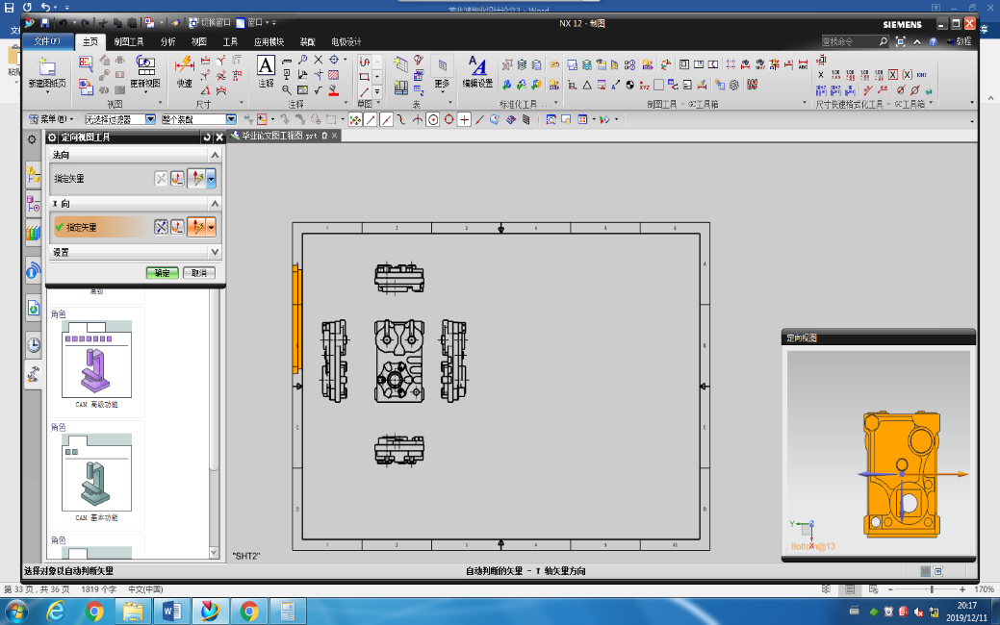 NX 12 - 制图
SIEMENS
文件(F)
主页
制图工具
分析
视图
工具
应用模块
装配
电极设计
切换窗口
窗口
查找命令
教程
新建图纸页
更新视图
视图
快速
尺寸
注释
注释
草图
表
更多
编辑设置
标准化工具
制图工具 - GC工具箱
尺寸快速格式化工具 - GC工具箱
菜单(M)
无选择过滤器
整个装配
定向视图工具
毕业论文图工程图.prt
法向
指定矢量
X 向
指定矢量
设置
确定
取消
高级
角色
CAM 高级功能
角色
CAM 基本功能
角色
"SHT2"
定向视图
Y
Z
X
Bottom@13
选择对象以自动判断矢量
自动判断的矢量 - X 轴矢量方向
第 33 页，共 36 页
1819 个字
中文(中国)
170%
20:17
2019/12/11